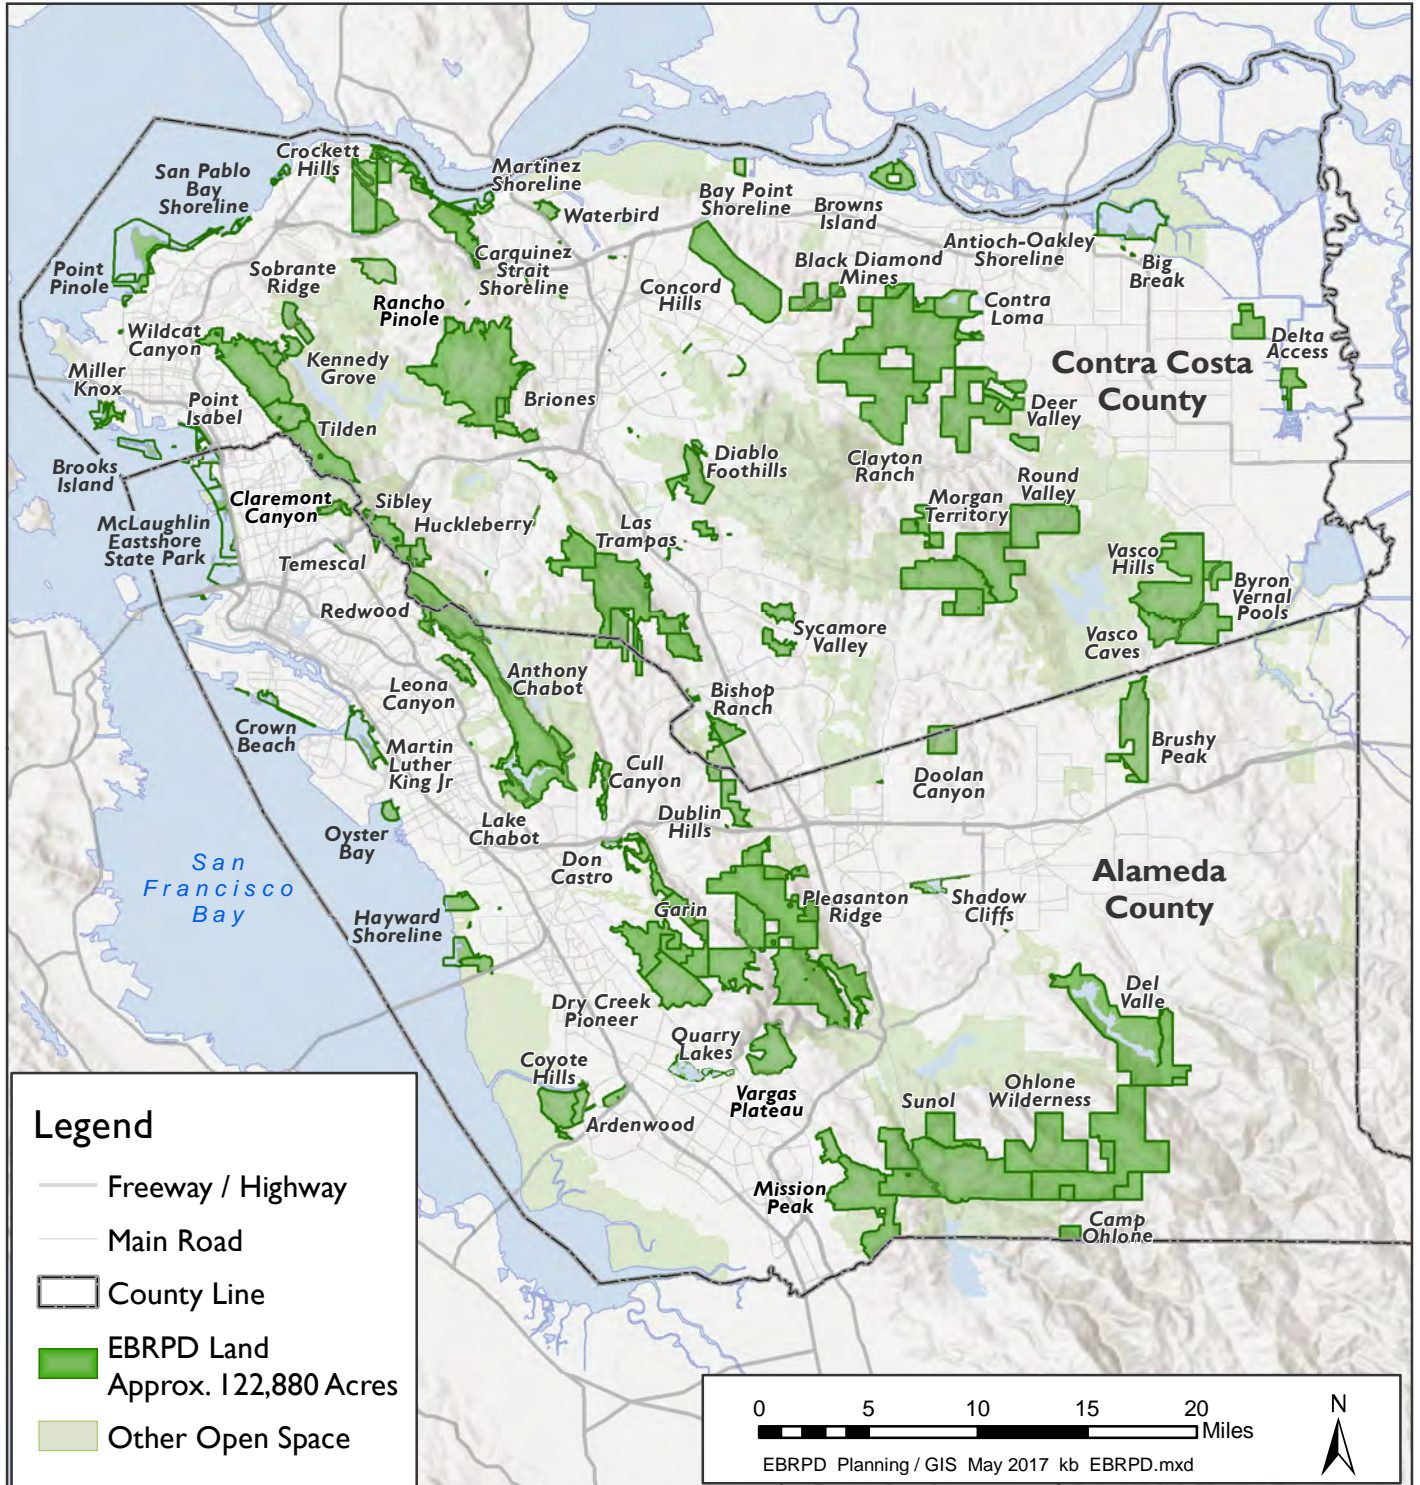 Crockett
Hills
San Pablo
Bay
Shoreline
Martinez
Shoreline
Waterbird
Bay Point
Shoreline
Browns
Island
Antioch-Oakley
Shoreline
Big
Break
Point
Pinole
Sobrante
Ridge
Carquinez
Strait
Shoreline
Rancho
Pinole
Concord
Hills
Black Diamond
Mines
Contra
Loma
Delta
Access
Wildcat
Canyon
Kennedy
Grove
Contra Costa
County
Miller
Knox
Point
Isabel
Tilden
Briones
Deer
Valley
Brooks
Island
Diablo
Foothills
Clayton
Ranch
Round
Valley
Morgan
Territory
Claremont
Canyon
Sibley
Huckleberry
Las
Trampas
McLaughlin
Eastshore
State Park
Temescal
Vasco
Hills
Byron
Vernal
Pools
Redwood
Sycamore
Valley
Vasco
Caves
Anthony
Chabot
Leona
Canyon
Bishop
Ranch
Crown
Beach
Martin
Luther
King Jr
Cull
Canyon
Doolan
Canyon
Brushy
Peak
Oyster
Bay
Lake
Chabot
Dublin
Hills
San
Francisco
Bay
Don
Castro
Alameda
County
Pleasanton
Ridge
Shadow
Cliffs
Garin
Hayward
Shoreline
Del
Valle
Dry Creek
Pioneer
Quarry
Lakes
Coyote
Hills
Vargas
Plateau
Ardenwood
Sunol
Ohlone
Wilderness
Mission
Peak
Camp
Ohlone
Legend
Freeway / Highway
Main Road
County Line
EBRPD Land
Approx. 122,880 Acres
Other Open Space
0 5 10 15 20
Miles
EBRPD Planning / GIS May 2017 kb EBRPD.mxd
N